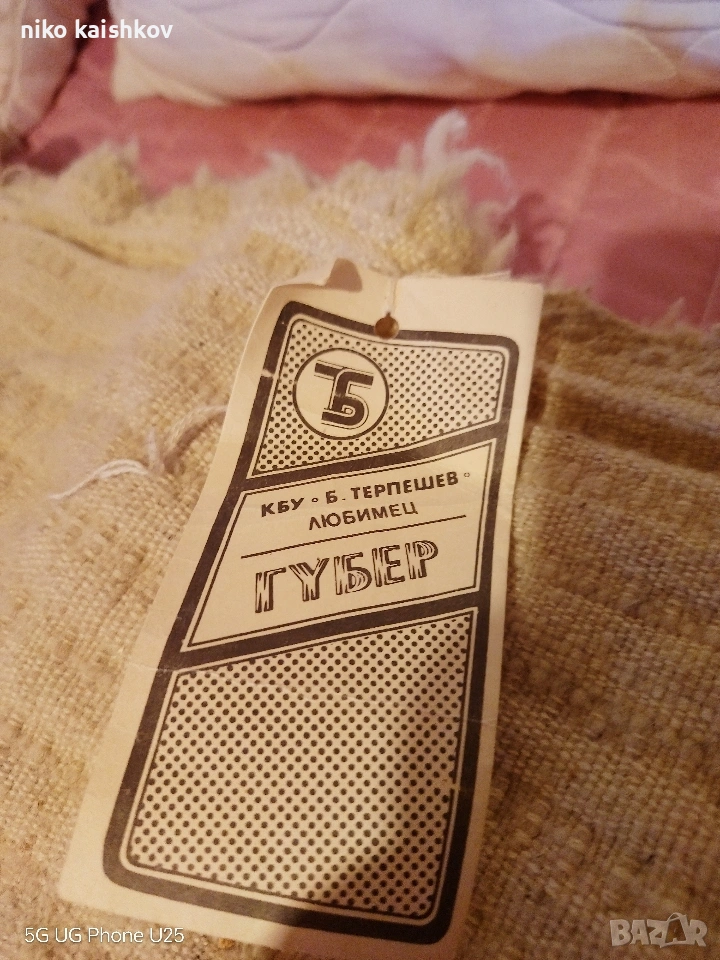 niko kaishkov
ТБ
КБУ • Б. ТЕРПЕШЕВ •
ЛЮБИМЕЦ
ГУБЕР
5G UG Phone U25
BAZAR